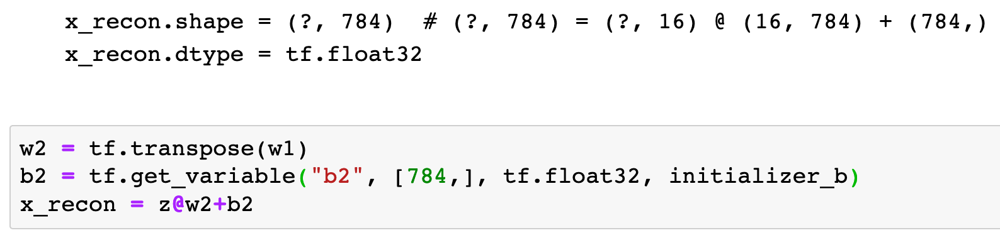 x_recon.shape = (?, 784)  # (?, 784) = (?, 16) @ (16, 784) + (784,)
x_recon.dtype = tf.float32
w2 = tf.transpose(w1)
b2 = tf.get_variable("b2", [784,], tf.float32, initializer_b)
x_recon = z@w2+b2